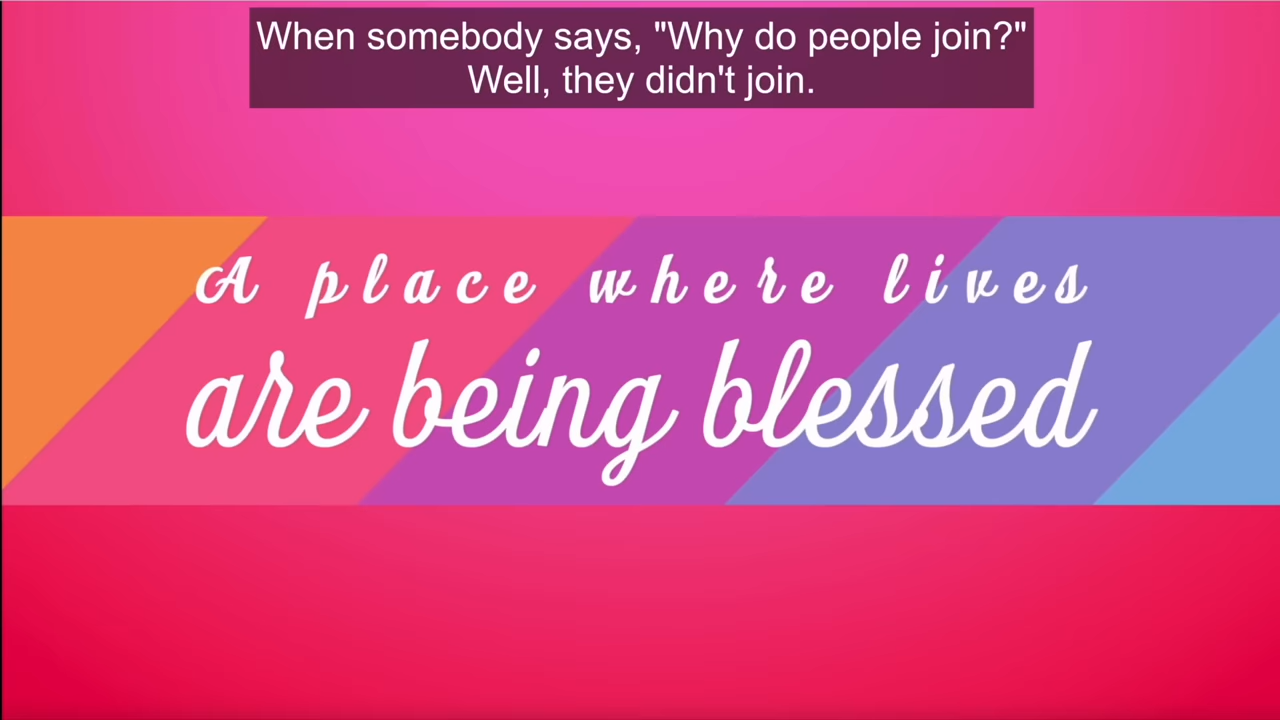 When somebody says, "Why do people join?"
Well, they didn't join.
A place where lives
are being blessed